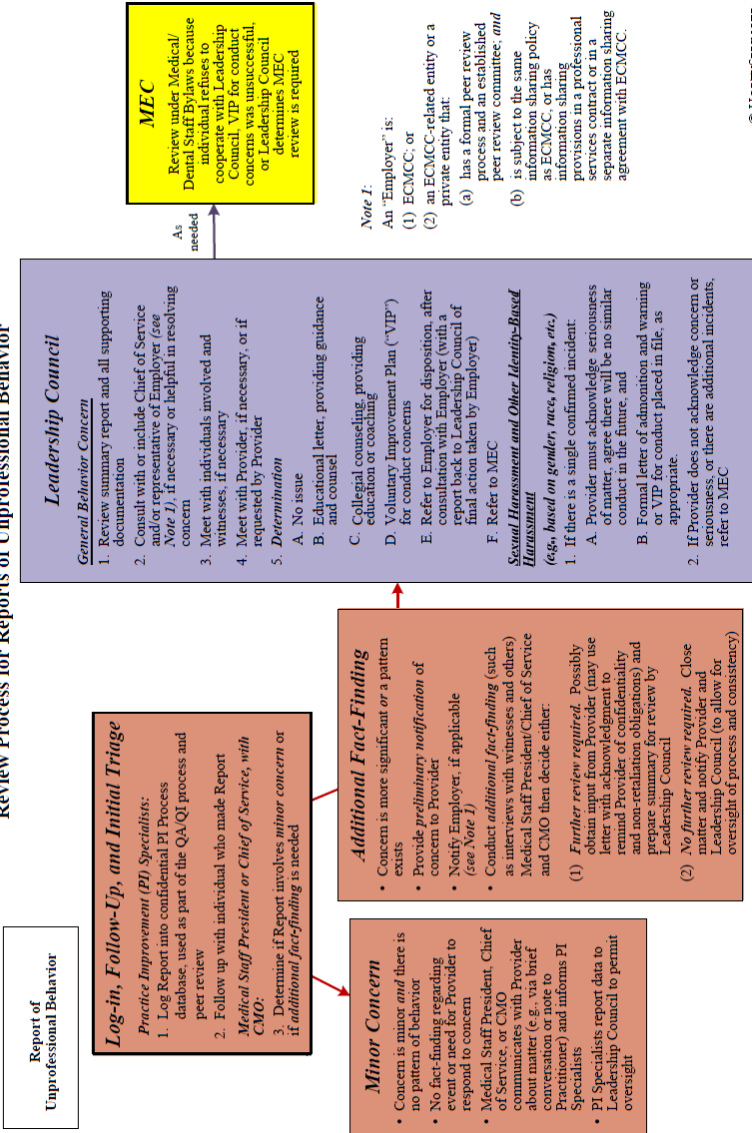 Review Process for Reports of Unprofessional Behavior
Report of
Unprofessional Behavior
Log-in, Follow-Up, and Initial Triage
Practice Improvement (PI) Specialists:
1. Log Report into confidential PI Process
database, used as part of the QA/QI process and
peer review
2. Follow up with individual who made Report
Medical Staff President or Chief of Service, with
CMO:
3. Determine if Report involves minor concern or
if additional fact-finding is needed
Minor Concern
• Concern is minor and there is
no pattern of behavior
• No fact-finding regarding
event or need for Provider to
respond to concern
• Medical Staff President, Chief
of Service, or CMO
communicates with Provider
about matter (e.g., via brief
conversation or note to
Practitioner) and informs PI
Specialists
• PI Specialists report data to
Leadership Council to permit
oversight
Additional Fact-Finding
• Concern is more significant or a pattern
exists
• Provide preliminary notification of
concern to Provider
• Notify Employer, if applicable
(see Note 1)
• Conduct additional fact-finding (such
as interviews with witnesses and others)
Medical Staff President/Chief of Service
and CMO then decide either:
(1) Further review required. Possibly
obtain input from Provider (may use
letter with acknowledgment to
remind Provider of confidentiality
and non-retaliation obligations) and
prepare summary for review by
Leadership Council
(2) No further review required. Close
matter and notify Provider and
Leadership Council (to allow for
oversight of process and consistency)
Leadership Council
General Behavior Concern
1. Review summary report and all supporting
documentation
2. Consult with or include Chief of Service
and/or representative of Employer (see
Note 1), if necessary or helpful in resolving
concern
3. Meet with individuals involved and
witnesses, if necessary
4. Meet with Provider, if necessary, or if
requested by Provider
5. Determination
A. No issue
B. Educational letter, providing guidance
and counsel
C. Collegial counseling, providing
education or coaching
D. Voluntary Improvement Plan ("VIP")
for conduct concerns
E. Refer to Employer for disposition, after
consultation with Employer (with a
report back to Leadership Council of
final action taken by Employer)
F. Refer to MEC
Sexual Harassment and Other Identity-Based
Harassment
(e.g., based on gender, race, religion, etc.)
1. If there is a single confirmed incident:
A. Provider must acknowledge seriousness
of matter, agree there will be no similar
conduct in the future, and
B. Formal letter of admonition and warning
or VIP for conduct placed in file, as
appropriate.
2. If Provider does not acknowledge concern or
seriousness, or there are additional incidents,
refer to MEC
As
needed
MEC
Review under Medical/
Dental Staff Bylaws because
individual refuses to
cooperate with Leadership
Council, VIP for conduct
concerns was unsuccessful,
or Leadership Council
determines MEC
review is required
Note 1:
An "Employer" is:
(1) ECMCC; or
(2) an ECMCC-related entity or a
private entity that:
(a) has a formal peer review
process and an established
peer review committee; and
(b) is subject to the same
information sharing policy
as ECMCC, or has
information sharing
provisions in a professional
services contract or in a
separate information sharing
agreement with ECMCC.